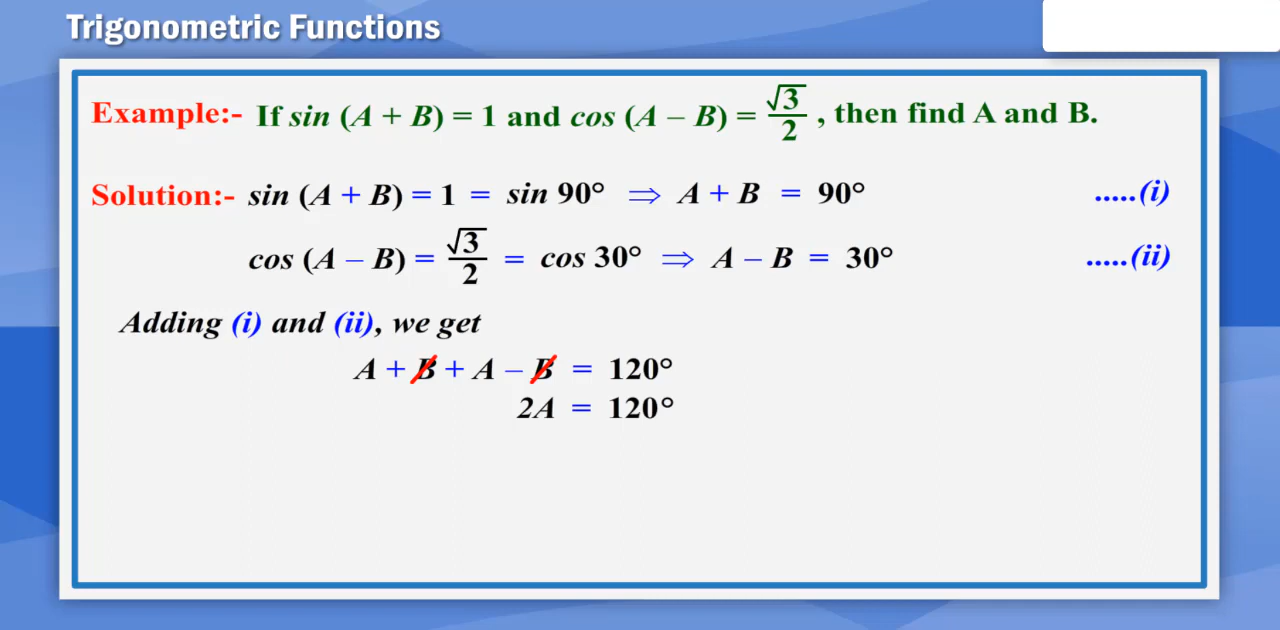 Trigonometric Functions
Example:- If sin (A + B) = 1 and cos (A – B) = √3/2 , then find A and B.
Solution:- sin (A + B) = 1 = sin 90° ⇒ A + B = 90° .....(i)
cos (A – B) = √3/2 = cos 30° ⇒ A – B = 30° .....(ii)
Adding (i) and (ii), we get
A + B + A – B = 120°
2A = 120°